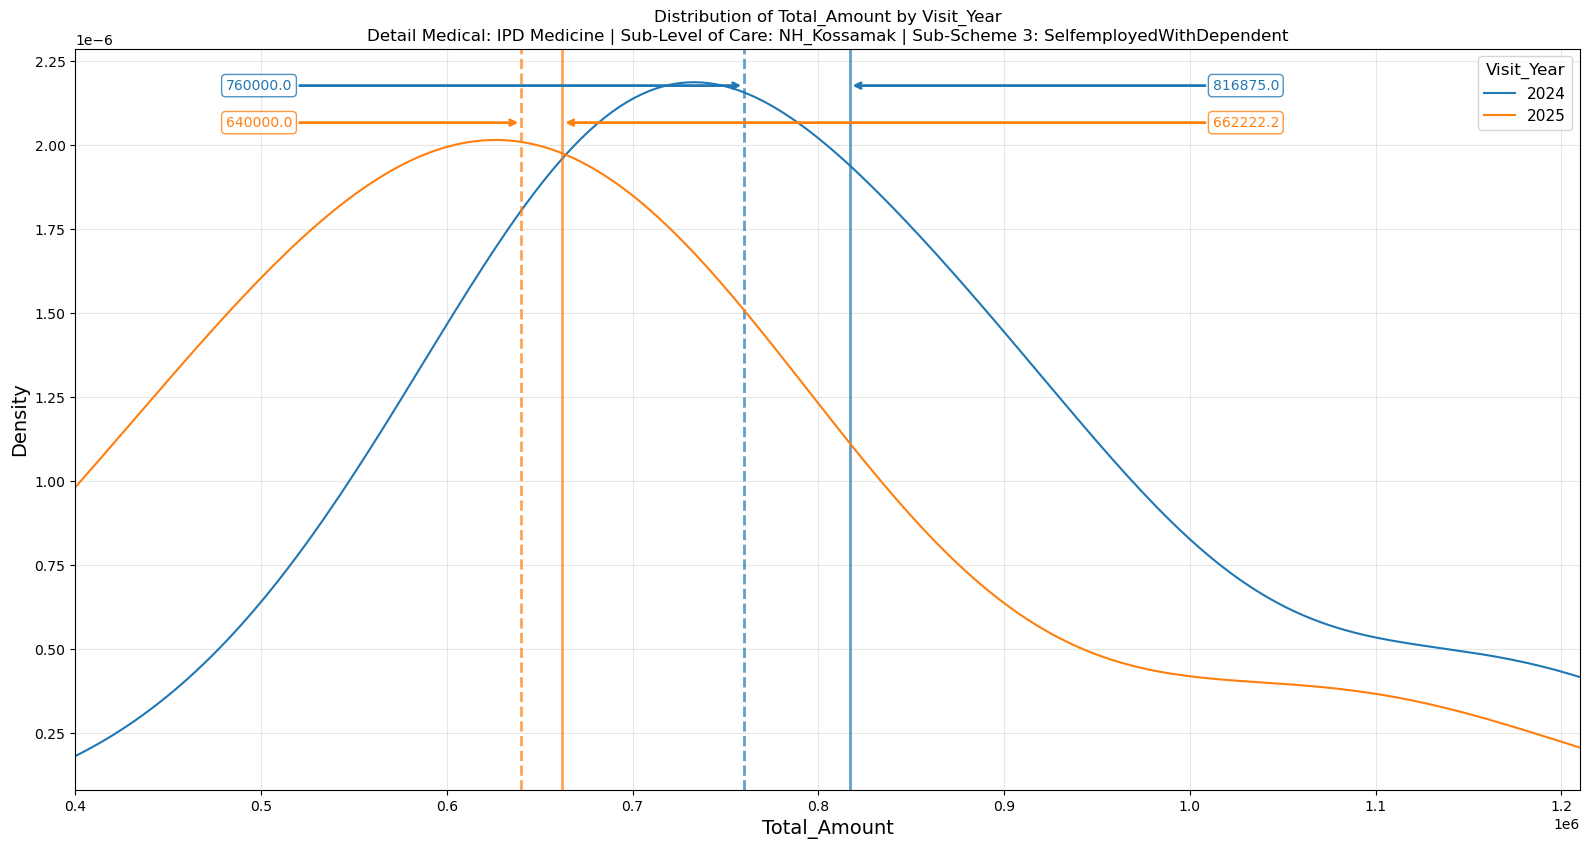 Distribution of Total_Amount by Visit_Year
Detail Medical: IPD Medicine | Sub-Level of Care: NH_Kossamak | Sub-Scheme 3: SelfemployedWithDependent
1e−6
2.25
2.00
1.75
1.50
1.25
1.00
0.75
0.50
0.25
Density
760000.0
816875.0
640000.0
662222.2
Visit_Year
2024
2025
0.4 0.5 0.6 0.7 0.8 0.9 1.0 1.1 1.2
1e6
Total_Amount